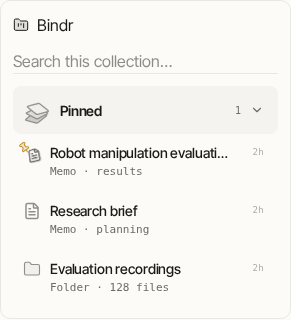 Bindr
Search this collection...
Pinned 1
Robot manipulation evaluati... 2h
Memo · results
Research brief 2h
Memo · planning
Evaluation recordings 2h
Folder · 128 files